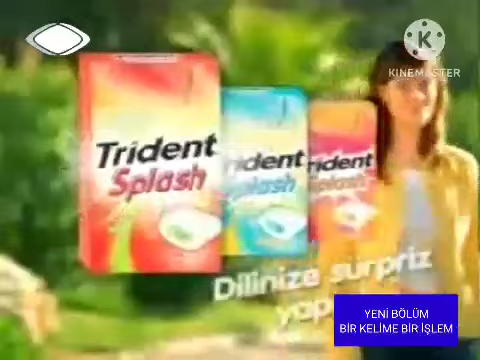 KINEMASTER
Trident
Splash
Trident
Splash
Trident
Splash
Dilinize sürpriz
YENİ BÖLÜM
BİR KELİME BİR İŞLEM